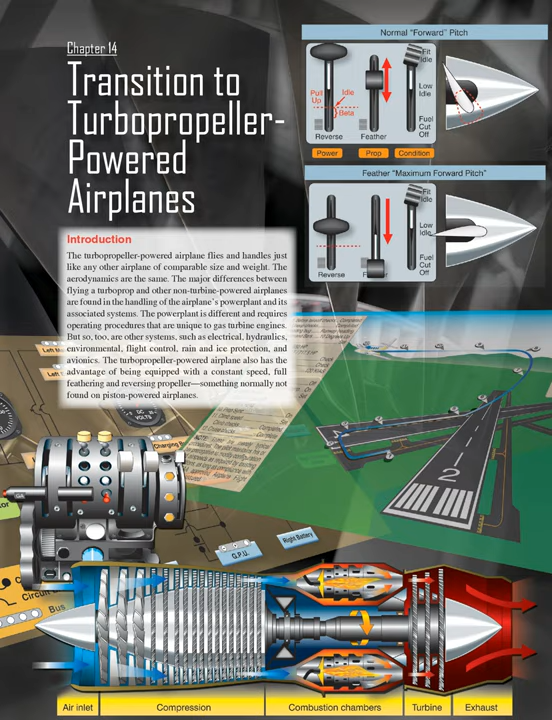 Chapter 14
Transition to
Turbopropeller-
Powered
Airplanes
Introduction
The turbopropeller-powered airplane flies and handles just
like any other airplane of comparable size and weight. The
aerodynamics are the same. The major differences between
flying a turboprop and other non-turbine-powered airplanes
are found in the handling of the airplane's powerplant and its
associated systems. The powerplant is different and requires
operating procedures that are unique to gas turbine engines.
But so, too, are other systems, such as electrical, hydraulics,
environmental, flight control, rain and ice protection, and
avionics. The turbopropeller-powered airplane also has the
advantage of being equipped with a constant speed, full
feathering and reversing propeller—something normally not
found on piston-powered airplanes.
Normal "Forward" Pitch
Flt
Idle
Pull
Up
Idle
Beta
Low
Idle
Fuel
Cut
Off
Reverse
Feather
Power
Prop
Condition
Feather "Maximum Forward Pitch"
Flt
Idle
Low
Idle
Fuel
Cut
Off
Reverse
DC
VOLTS
Charging
NOTE:
2
G.P.U.
Right Battery
Bus
Air inlet
Compression
Combustion chambers
Turbine
Exhaust